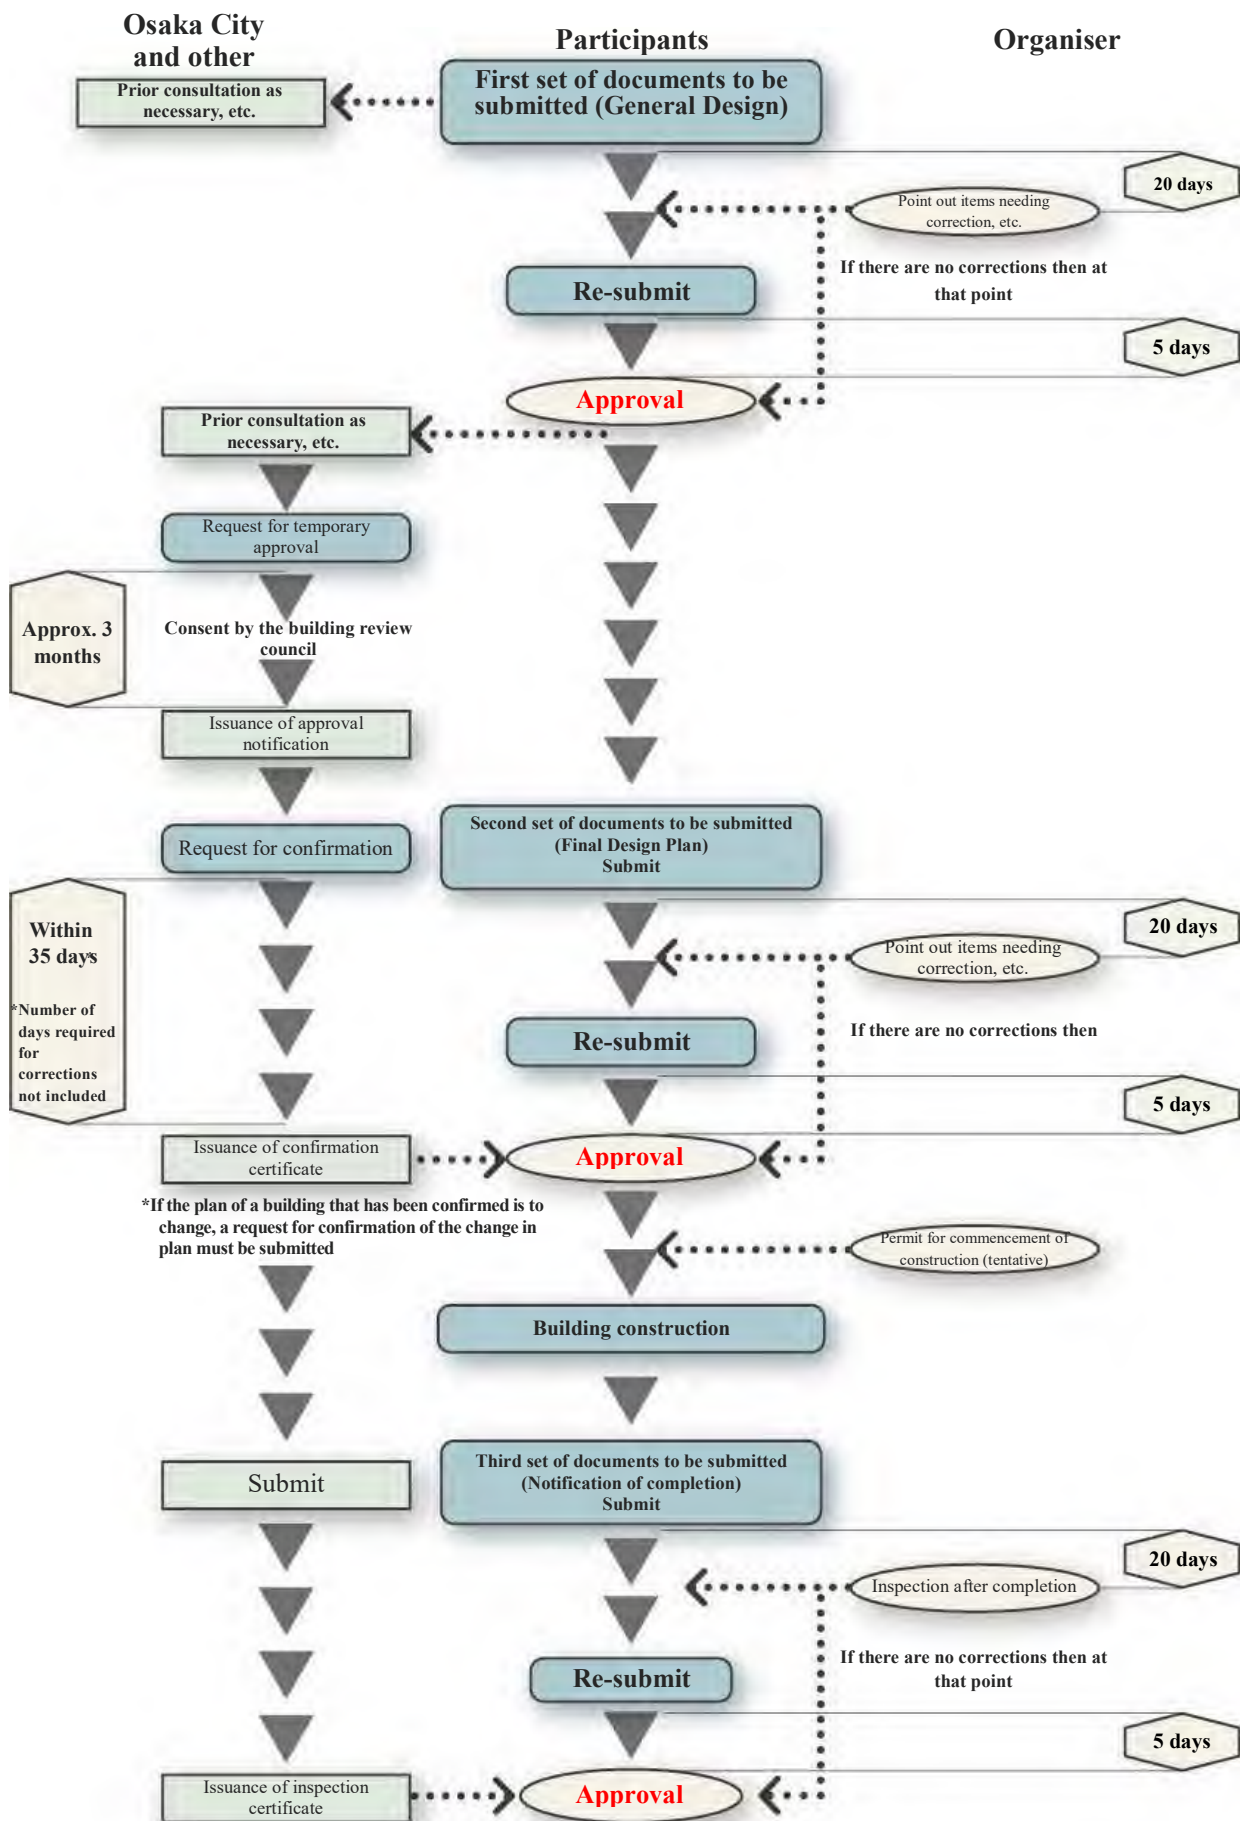 Osaka City
and other
Participants
Organiser
First set of documents to be
submitted (General Design)
Prior consultation as
necessary, etc.
20 days
Point out items needing
correction, etc.
If there are no corrections then at
that point
Re-submit
5 days
Approval
Prior consultation as
necessary, etc.
Request for temporary
approval
Approx. 3
months
Consent by the building review
council
Issuance of approval
notification
Second set of documents to be submitted
(Final Design Plan)
Submit
Request for confirmation
Within
35 days
*Number of
days required
for
corrections
not included
20 days
Point out items needing
correction, etc.
If there are no corrections then
Re-submit
5 days
Issuance of confirmation
certificate
Approval
*If the plan of a building that has been confirmed is to
change, a request for confirmation of the change in
plan must be submitted
Permit for commencement of
construction (tentative)
Building construction
Third set of documents to be submitted
(Notification of completion)
Submit
Submit
20 days
Inspection after completion
If there are no corrections then at
that point
Re-submit
5 days
Issuance of inspection
certificate
Approval